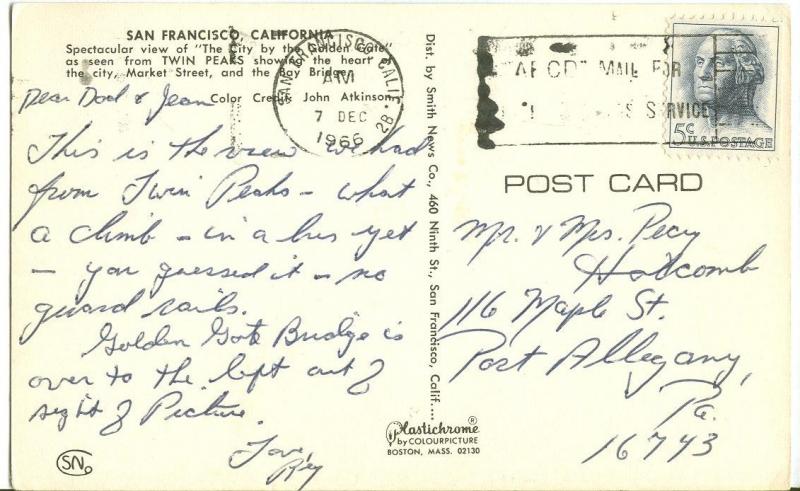 SAN FRANCISCO, CALIFORNIA
Spectacular view of "The City by the Golden Gate"
as seen from TWIN PEAKS showing the heart of
the city, Market Street, and the Bay Bridge.
Color Credit: John Atkinson
Dear Dad & Jean
This is the view we had
from Twin Peaks - what
a climb - in a bus yet
- you guessed it - no
guard rails.
Golden Gate Bridge is
over to the left out of
sight of Picture.
Love,
SN
Dist. by Smith News Co., 460 Ninth St., San Francisco, Calif....
Plastichrome®
by COLOURPICTURE
BOSTON, MASS. 02130
SAN FRANCISCO, CALIF. 28
AM
7 DEC
1966
MAIL FOR
SERVICE
5c
U.S. POSTAGE
POST CARD
Mr. & Mrs. Percy
Holcomb
116 Maple St.
Port Allegany,
Pa.
16743